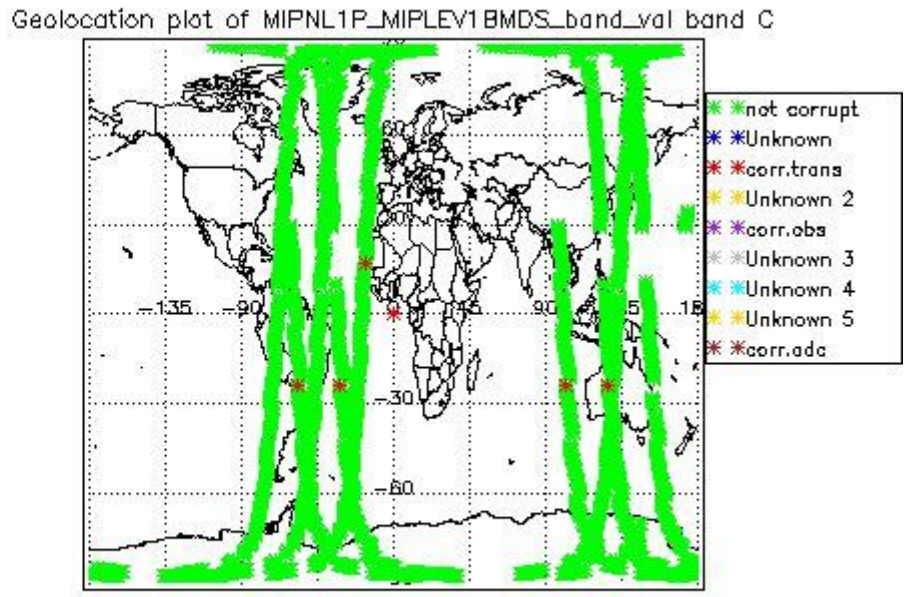 Geolocation plot of MIPNL1P_MIPLEV1BMDS_band_val band C
not corrupt
Unknown
corr.trans
Unknown 2
corr.obs
Unknown 3
Unknown 4
Unknown 5
corr.adc
60
-135 -90 90
-30
-60